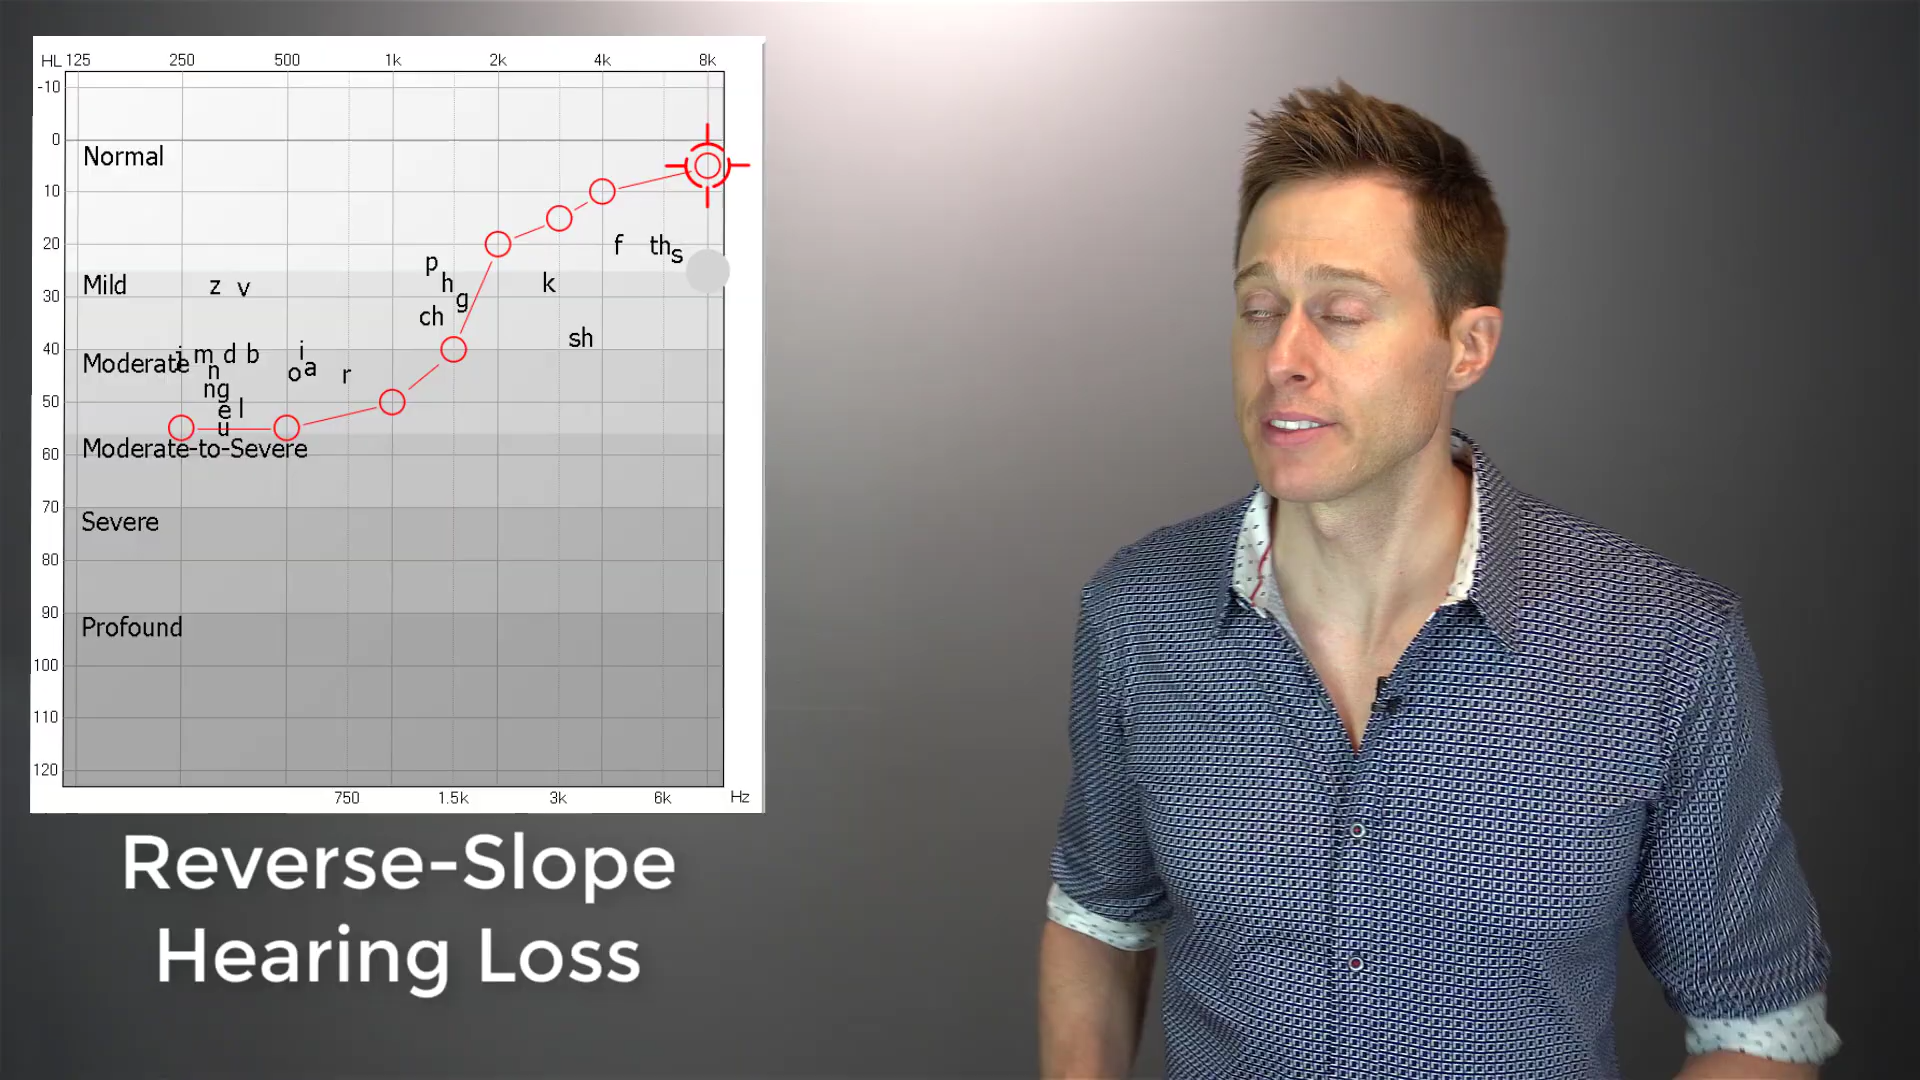 HL 125 250 500 1k 2k 4k 8k
-10
0
Normal
10
20
f th s
p
Mild z v h k
30
g
ch
sh
40
j m d b i
Moderate n o a r
ng
50
e l
u
Moderate-to-Severe
60
70
Severe
80
90
Profound
100
110
120
750 1.5k 3k 6k Hz
Reverse-Slope
Hearing Loss